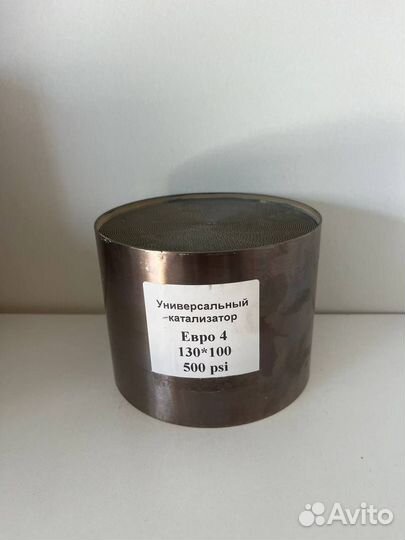 Универсальный
катализатор
Евро 4
130*100
500 psi
Avito